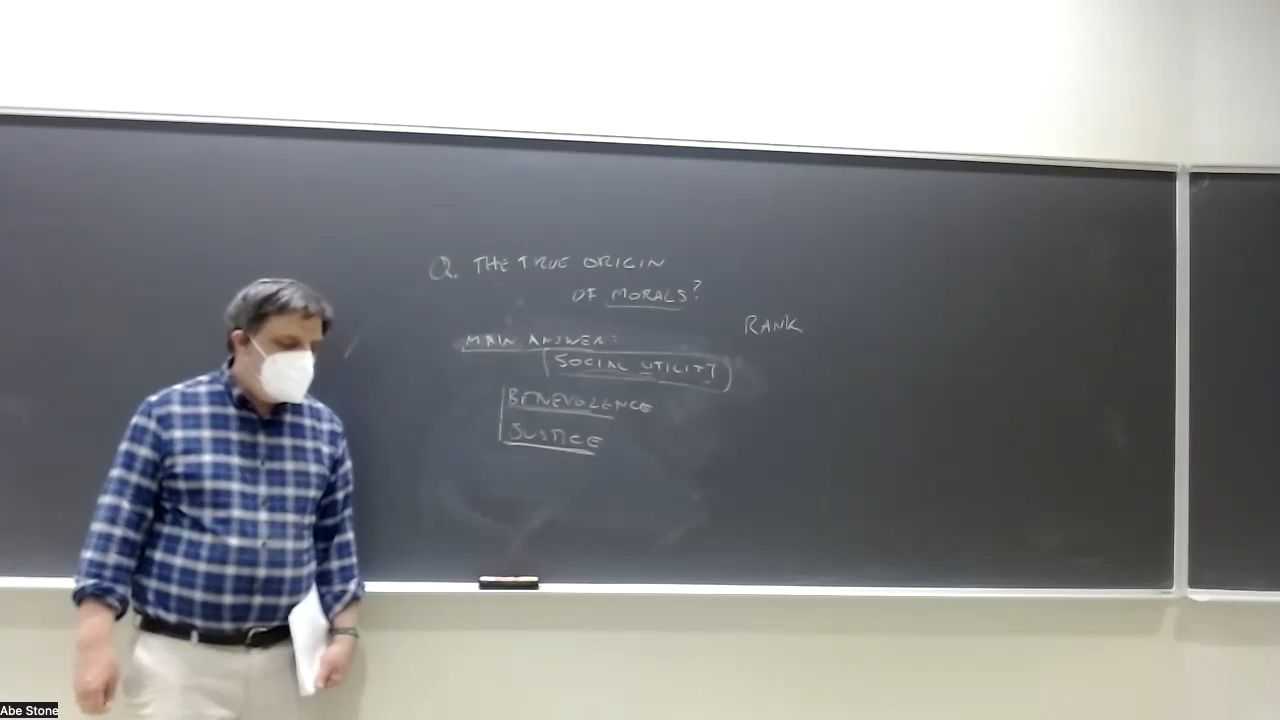 Q. THE TRUE ORIGIN
OF MORALS?
RANK
MAIN ANSWER:
SOCIAL UTILITY
BENEVOLENCE
JUSTICE
Abe Stone